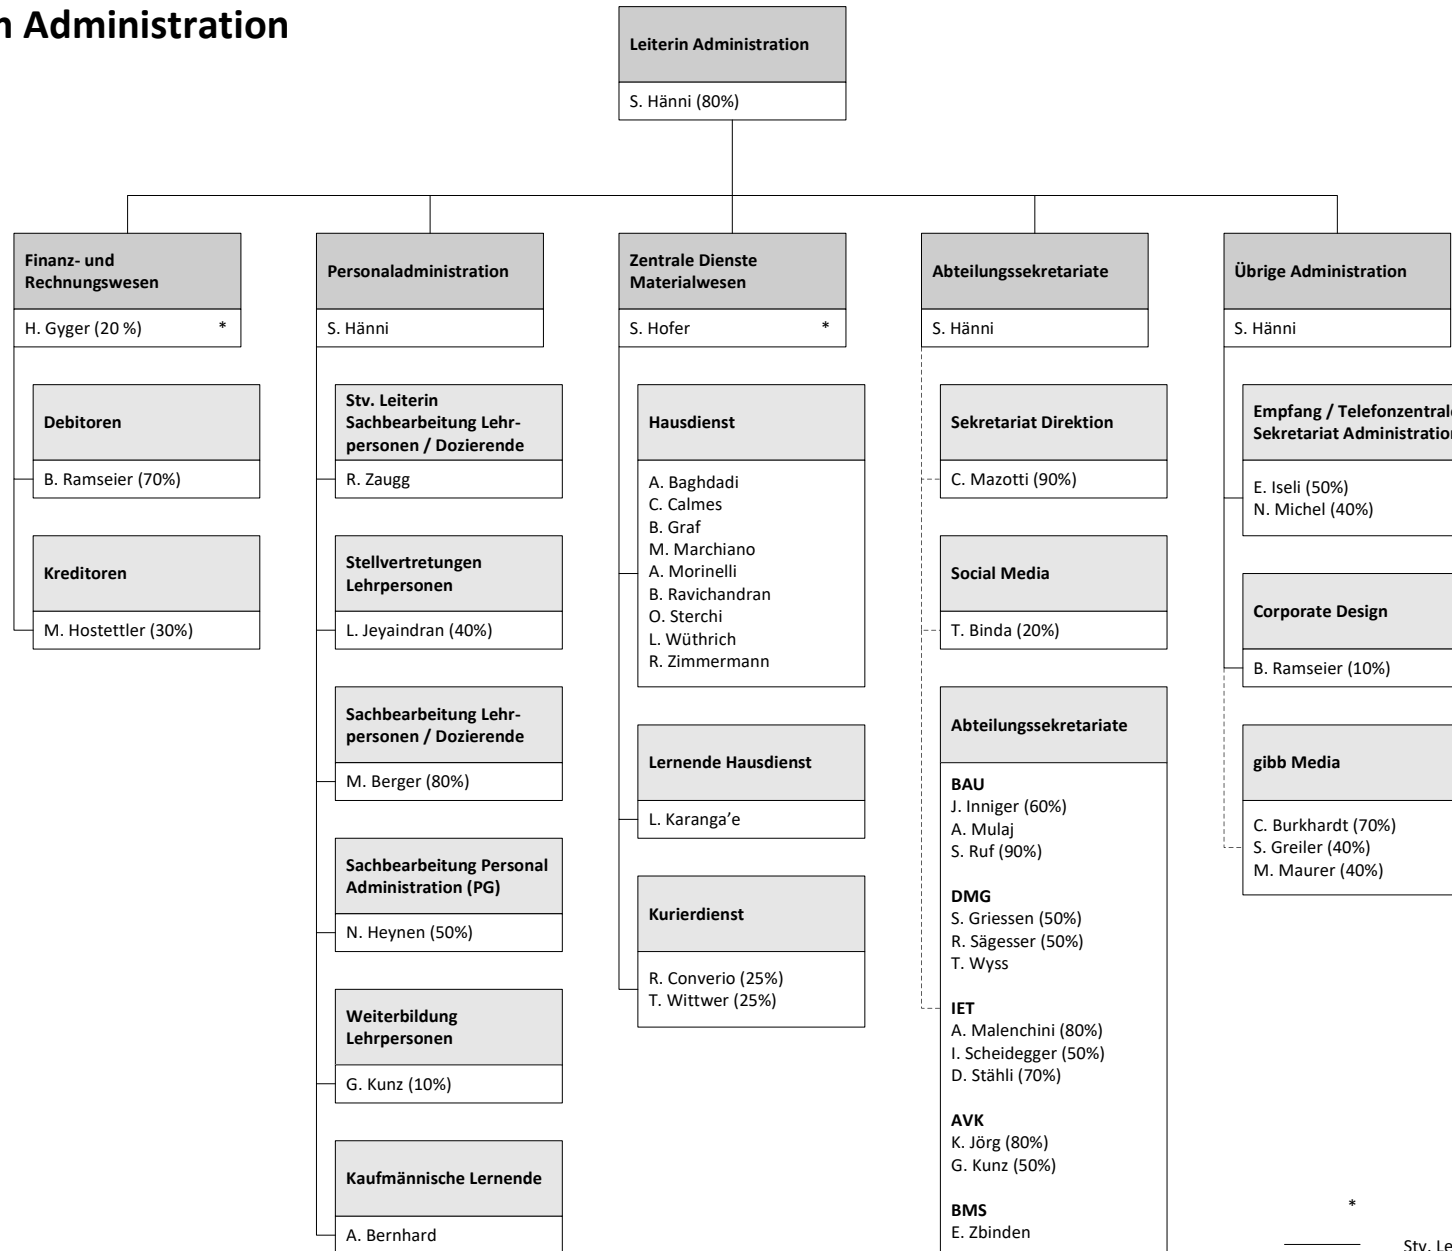 n Administration
Leiterin Administration
S. Hänni (80%)
Finanz- und
Rechnungswesen
H. Gyger (20 %) *
Debitoren
B. Ramseier (70%)
Kreditoren
M. Hostettler (30%)
Personaladministration
S. Hänni
Stv. Leiterin
Sachbearbeitung Lehr-
personen / Dozierende
R. Zaugg
Stellvertretungen
Lehrpersonen
L. Jeyaindran (40%)
Sachbearbeitung Lehr-
personen / Dozierende
M. Berger (80%)
Sachbearbeitung Personal
Administration (PG)
N. Heynen (50%)
Weiterbildung
Lehrpersonen
G. Kunz (10%)
Kaufmännische Lernende
A. Bernhard
Zentrale Dienste
Materialwesen
S. Hofer *
Hausdienst
A. Baghdadi
C. Calmes
B. Graf
M. Marchiano
A. Morinelli
B. Ravichandran
O. Sterchi
L. Wüthrich
R. Zimmermann
Lernende Hausdienst
L. Karanga’e
Kurierdienst
R. Converio (25%)
T. Wittwer (25%)
Abteilungssekretariate
S. Hänni
Sekretariat Direktion
C. Mazotti (90%)
Social Media
T. Binda (20%)
Abteilungssekretariate
BAU
J. Inniger (60%)
A. Mulaj
S. Ruf (90%)
DMG
S. Griessen (50%)
R. Sägesser (50%)
T. Wyss
IET
A. Malenchini (80%)
I. Scheidegger (50%)
D. Stähli (70%)
AVK
K. Jörg (80%)
G. Kunz (50%)
BMS
E. Zbinden
Übrige Administration
S. Hänni
Empfang / Telefonzentrale
Sekretariat Administration
E. Iseli (50%)
N. Michel (40%)
Corporate Design
B. Ramseier (10%)
gibb Media
C. Burkhardt (70%)
S. Greiler (40%)
M. Maurer (40%)
*
Stv. Le